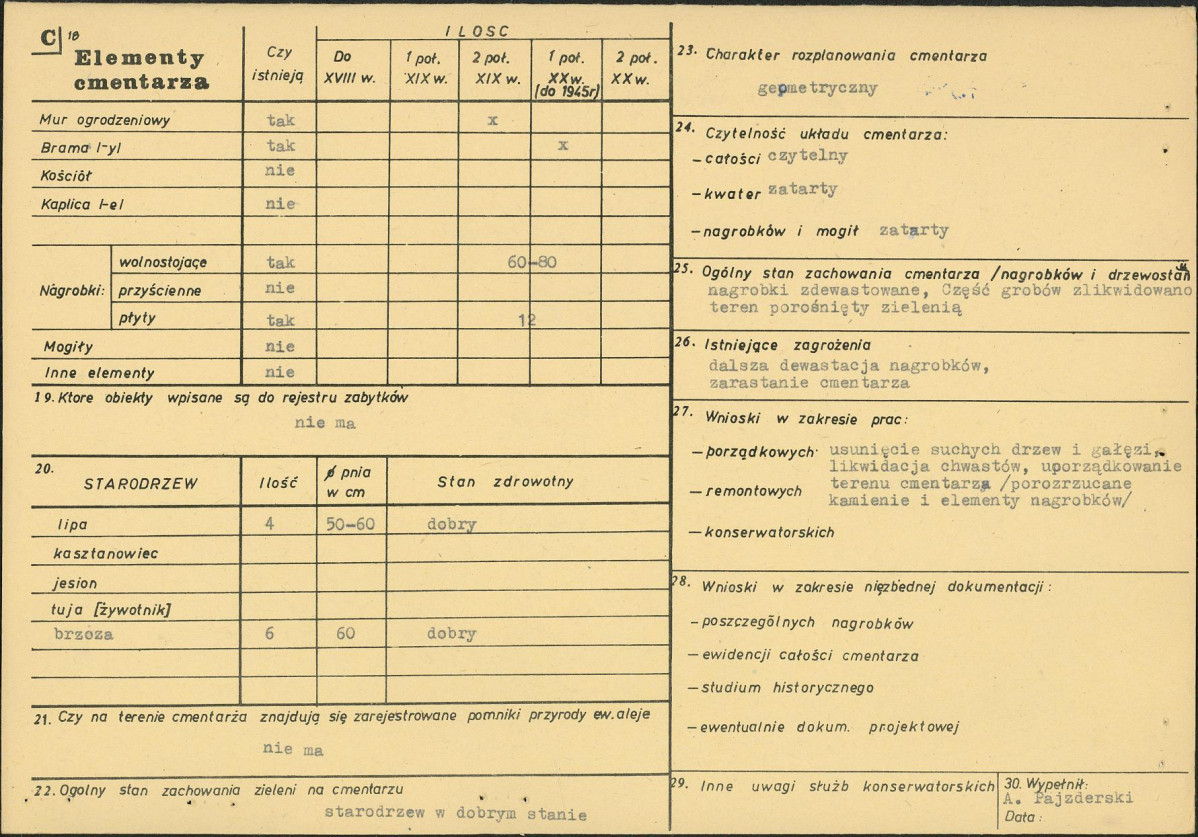 C 18
Elementy
cmentarza
Czy
istnieją
ILOSC
Do
XVIII w.
1 poł.
XIX w.
2 poł.
XIX w.
1 poł.
XX w.
(do 1945r)
2 poł.
XX w.
Mur ogrodzeniowy tak x
Brama /-y/ tak x
Kościół nie
Kaplica /-e/ nie
Nagrobki:
wolnostojące tak 60-80
przyścienne nie
płyty tak 12
Mogiły nie
Inne elementy nie
19. Ktore obiekty wpisane są do rejestru zabytków
nie ma
20.
STARODRZEW Ilość ø pnia
w cm Stan zdrowotny
lipa 4 50-60 dobry
kasztanowiec
jesion
tuja [żywotnik]
brzoza 6 60 dobry
21. Czy na terenie cmentarza znajdują się zarejestrowane pomniki przyrody ew. aleje
nie ma
22. Ogolny stan zachowania zieleni na cmentarzu
starodrzew w dobrym stanie
23. Charakter rozplanowania cmentarza
geometryczny
24. Czytelność układu cmentarza:
— całości czytelny
— kwater zatarty
— nagrobków i mogił zatarty
25. Ogólny stan zachowania cmentarza /nagrobków i drzewostan
nagrobki zdewastowane, Część grobów zlikwidowano
teren porośnięty zielenią
26. Istniejące zagrożenia
dalsza dewastacja nagrobków,
zarastanie cmentarza
27. Wnioski w zakresie prac:
— porządkowych usunięcie suchych drzew i gałęzi,
likwidacja chwastów, uporządkowanie
— remontowych terenu cmentarza /porozrzucane
kamienie i elementy nagrobków/
— konserwatorskich
28. Wnioski w zakresie nięzbędnej dokumentacji:
— poszczególnych nagrobków
— ewidencji całości cmentarza
— studium historycznego
— ewentualnie dokum. projektowej
29. Inne uwagi służb konserwatorskich
30. Wypełnił:
A. Pajzderski
Data: